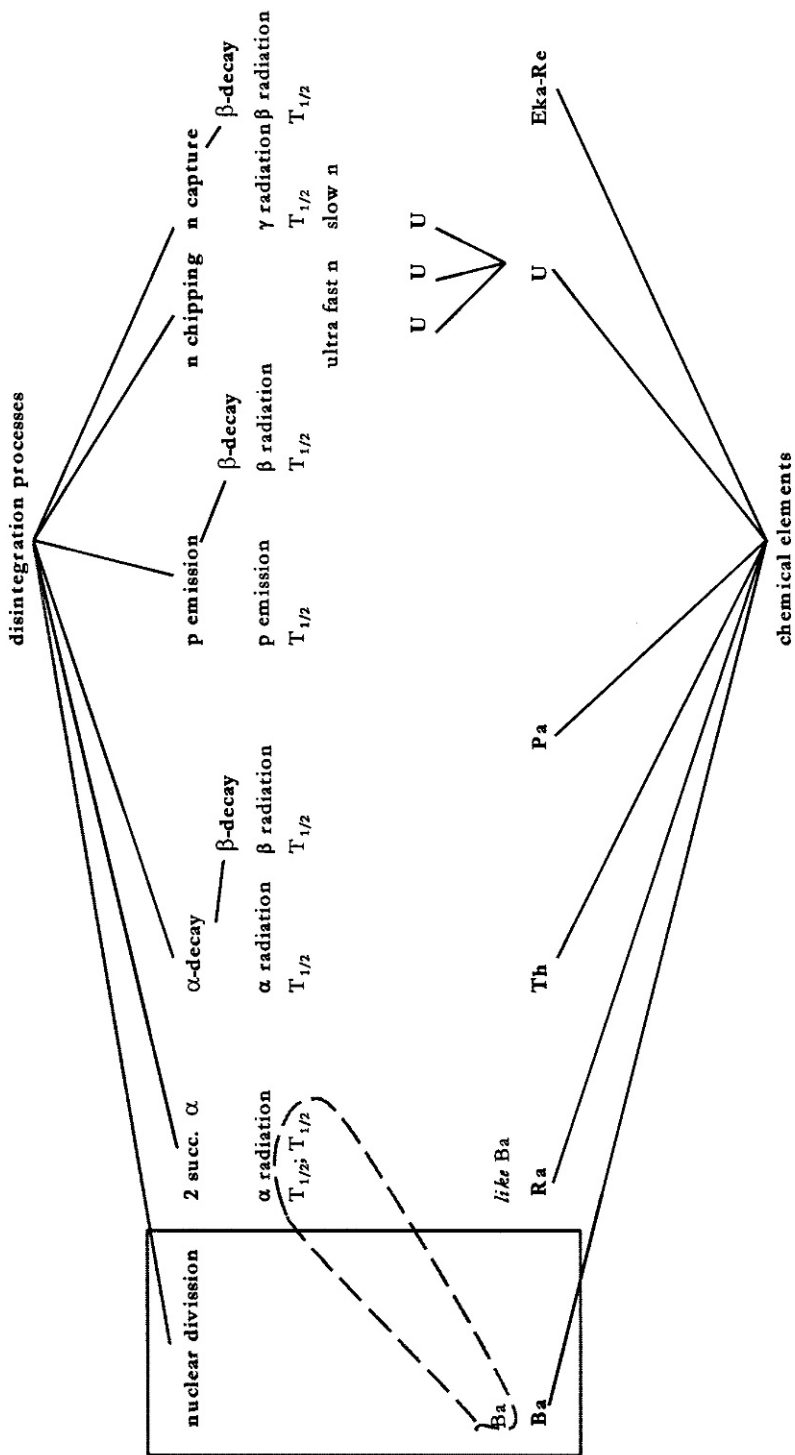 disintegration processes
nuclear divission 2 succ. α α-decay p emission n chipping n capture
β-decay β-decay β-decay
α radiation α radiation β radiation p emission β radiation γ radiation β radiation
T1/2; T1/2 T1/2 T1/2 T1/2 T1/2 T1/2 T1/2
ultra fast n slow n
U U U
Ba like Ba
Ba Ra Th Pa U Eka-Re
chemical elements